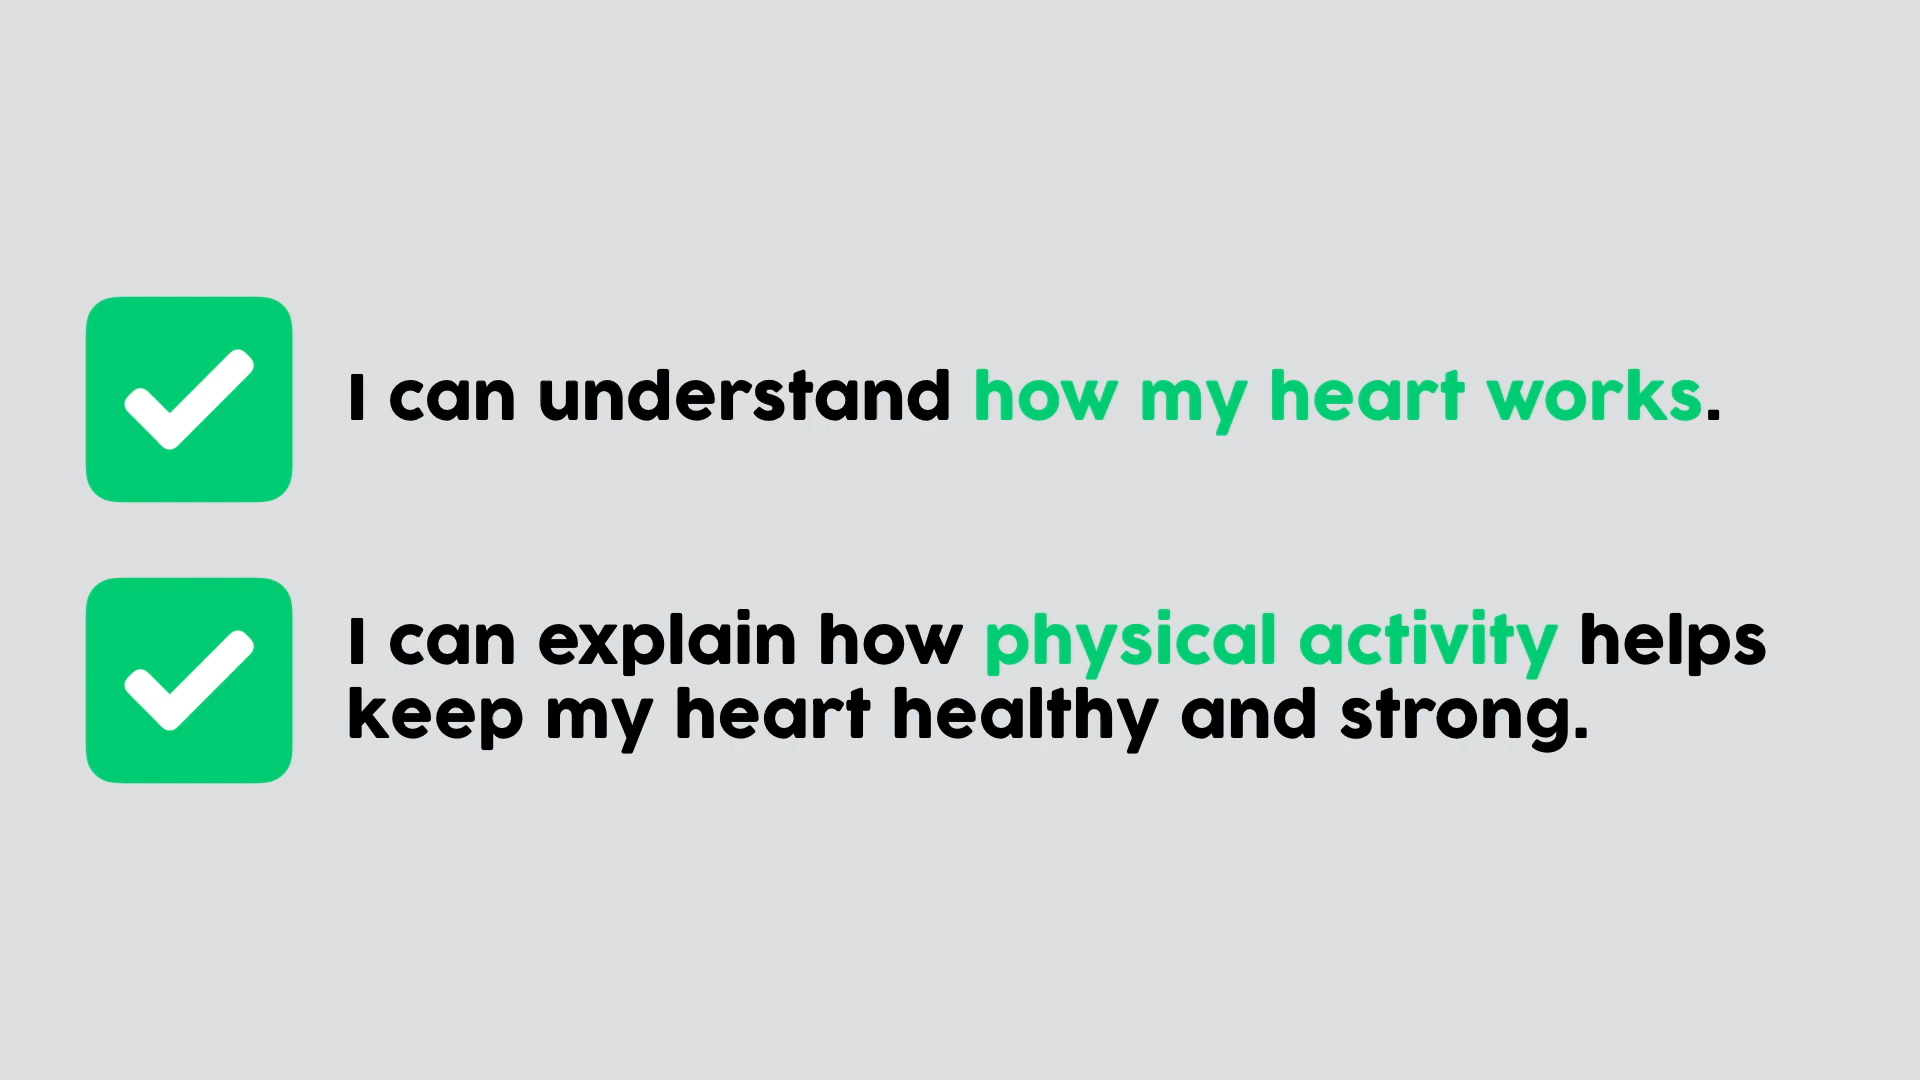 I can understand how my heart works.
I can explain how physical activity helps
keep my heart healthy and strong.